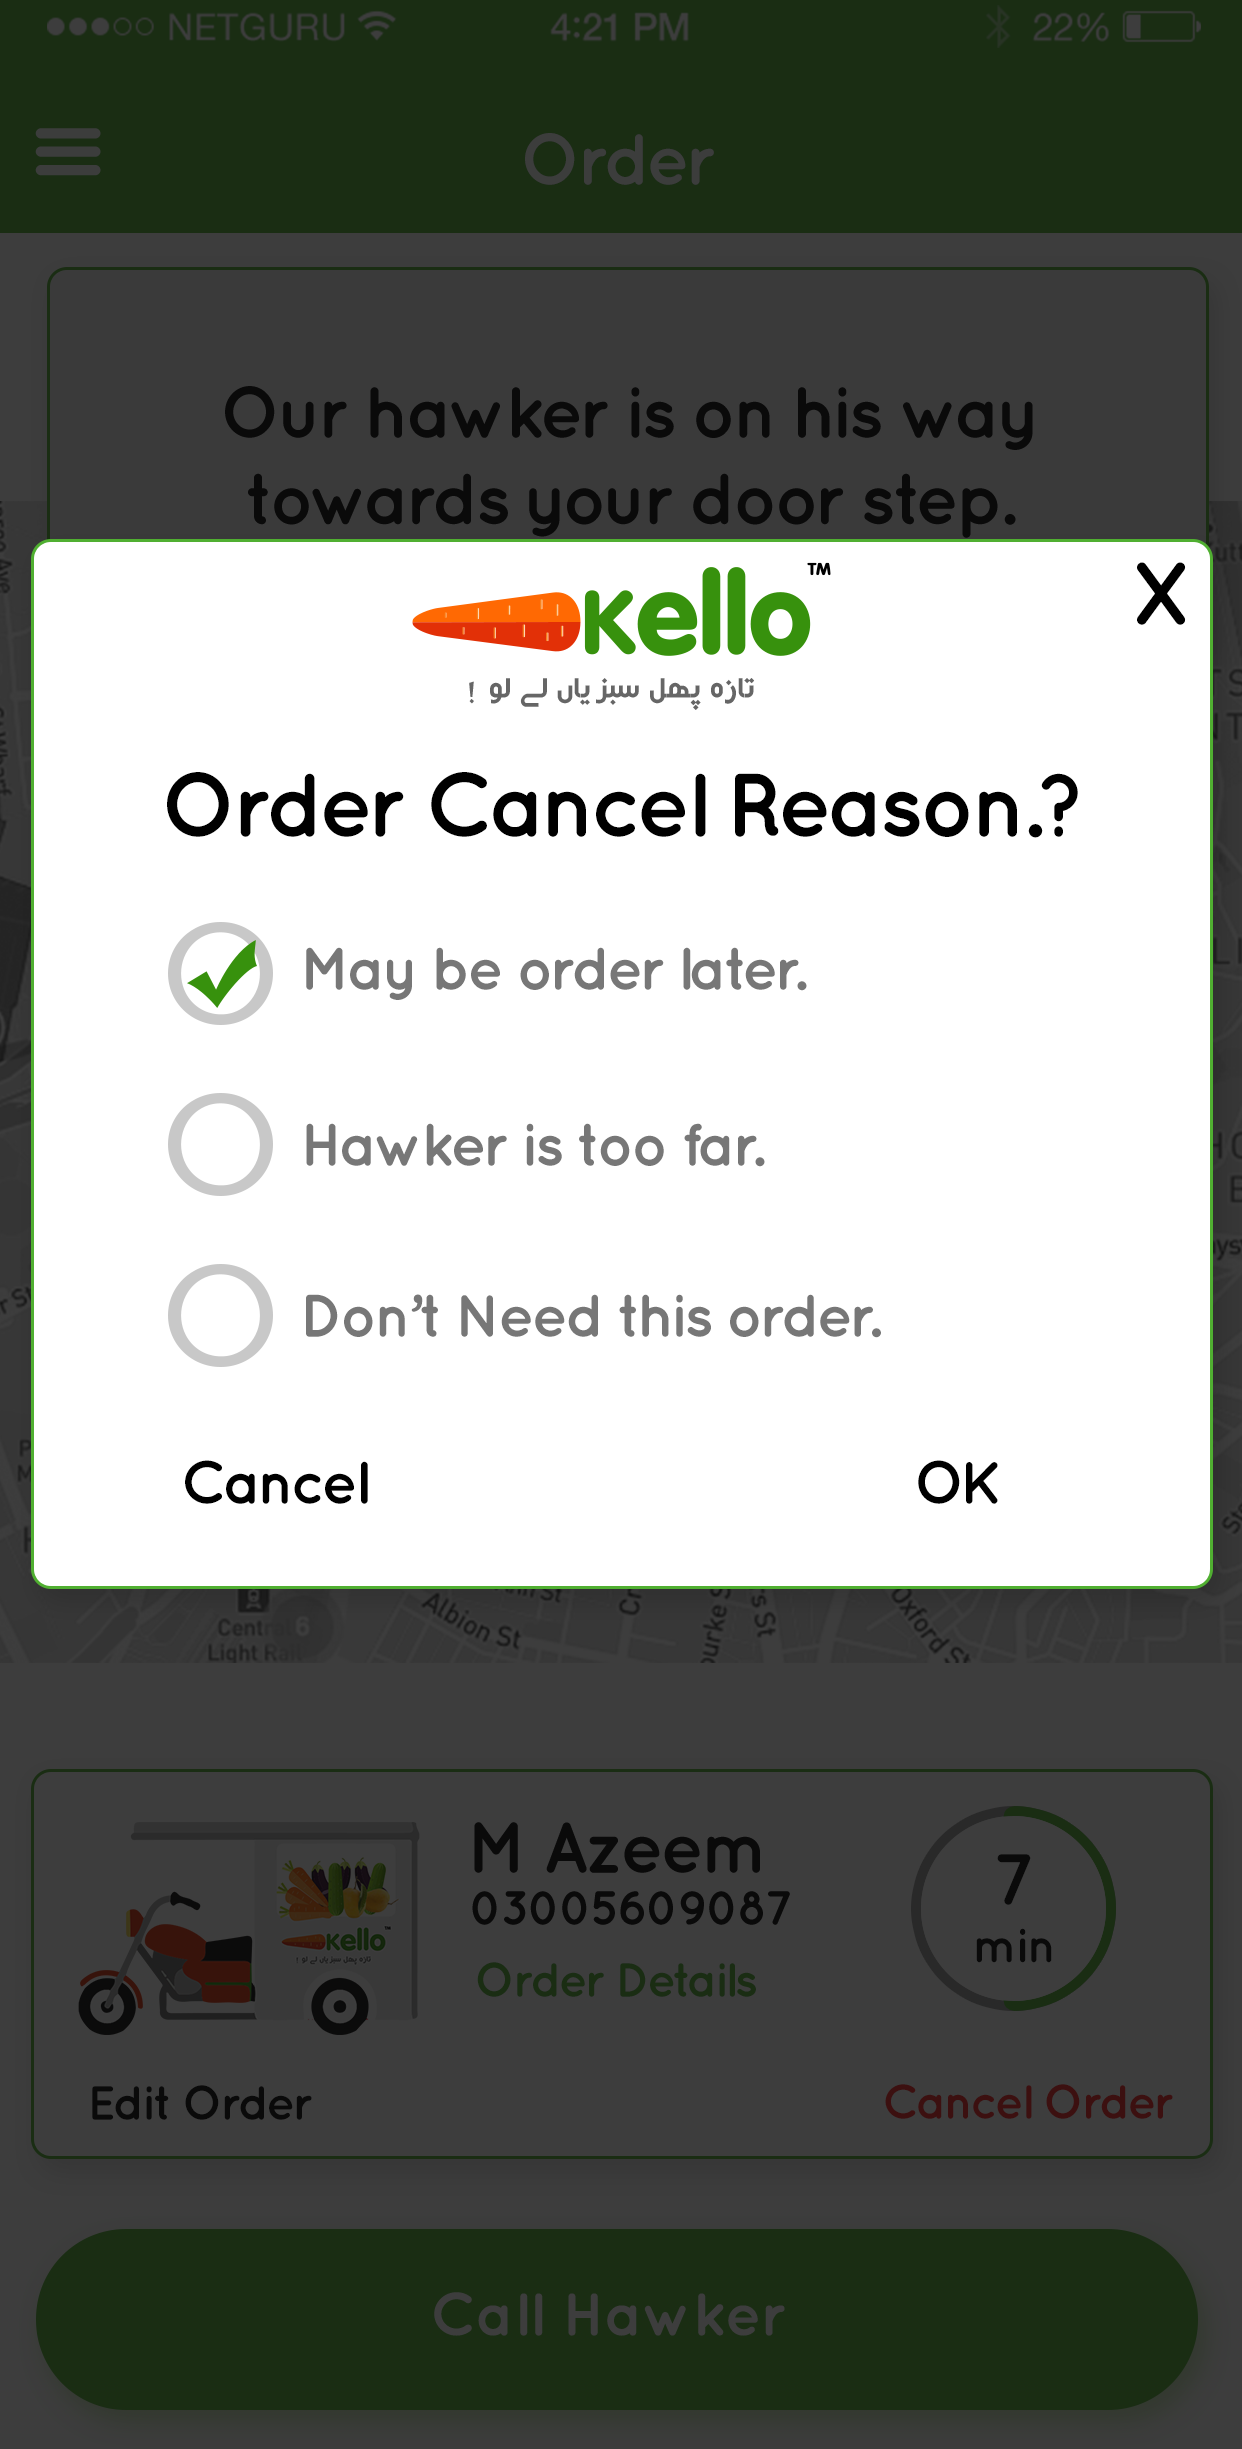 NETGURU 4:21 PM 22%
Order
Our hawker is on his way
towards your door step.
kello™
تازه پھل سبزیاں لے لو !
X
Order Cancel Reason.?
May be order later.
Hawker is too far.
Don't Need this order.
Cancel OK
Albion St
Oxford St
Light Rail
6
M Azeem
03005609087
Order Details
7
min
kello
تازه پھل سبزیاں لے لو !
Edit Order
Cancel Order
Call Hawker